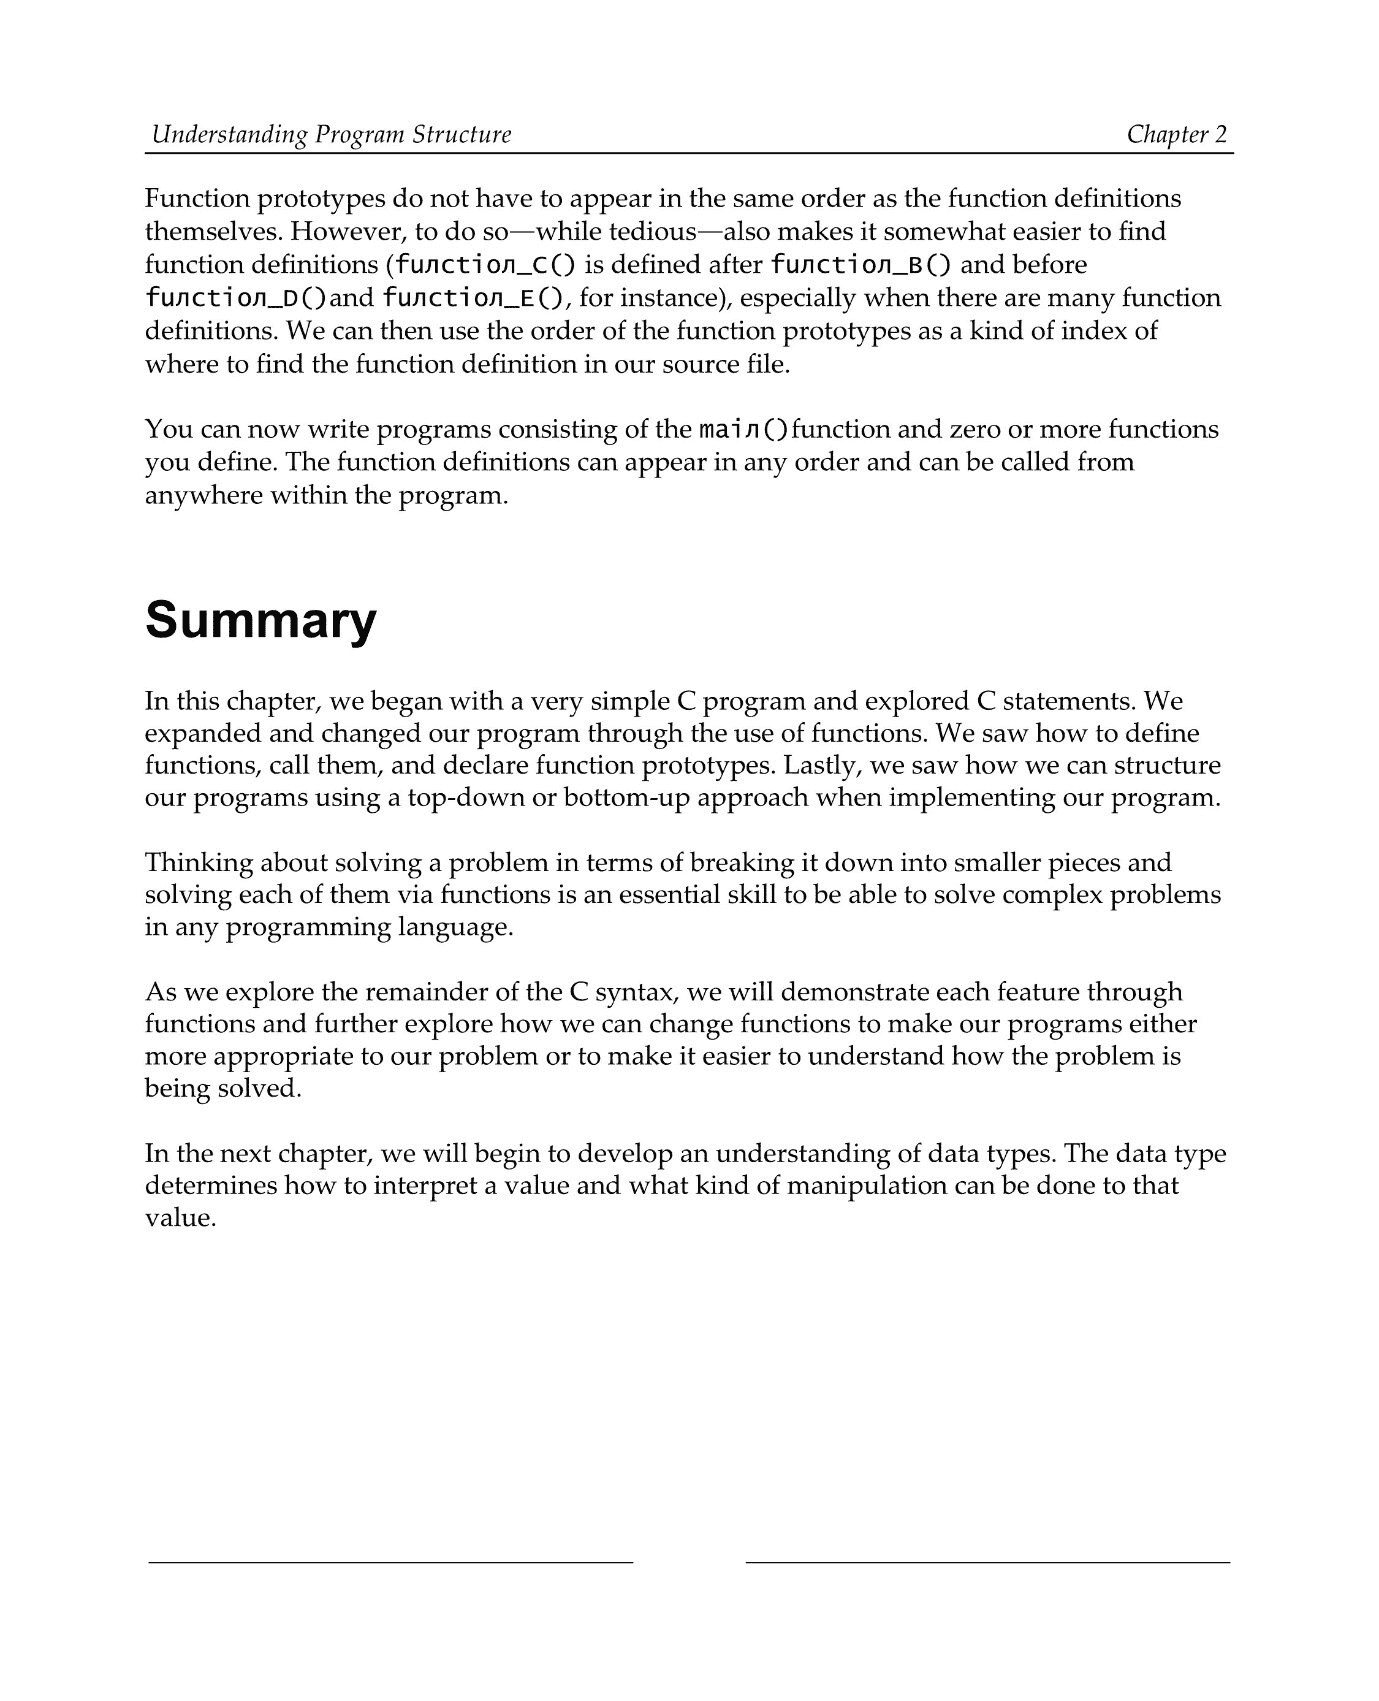 Understanding Program Structure Chapter 2
Function prototypes do not have to appear in the same order as the function definitions
themselves. However, to do so—while tedious—also makes it somewhat easier to find
function definitions (fuлctioл_C() is defined after fuлctioл_B() and before
fuлctioл_D()and fuлctioл_E(), for instance), especially when there are many function
definitions. We can then use the order of the function prototypes as a kind of index of
where to find the function definition in our source file.
You can now write programs consisting of the maiл()function and zero or more functions
you define. The function definitions can appear in any order and can be called from
anywhere within the program.
Summary
In this chapter, we began with a very simple C program and explored C statements. We
expanded and changed our program through the use of functions. We saw how to define
functions, call them, and declare function prototypes. Lastly, we saw how we can structure
our programs using a top-down or bottom-up approach when implementing our program.
Thinking about solving a problem in terms of breaking it down into smaller pieces and
solving each of them via functions is an essential skill to be able to solve complex problems
in any programming language.
As we explore the remainder of the C syntax, we will demonstrate each feature through
functions and further explore how we can change functions to make our programs either
more appropriate to our problem or to make it easier to understand how the problem is
being solved.
In the next chapter, we will begin to develop an understanding of data types. The data type
determines how to interpret a value and what kind of manipulation can be done to that
value.